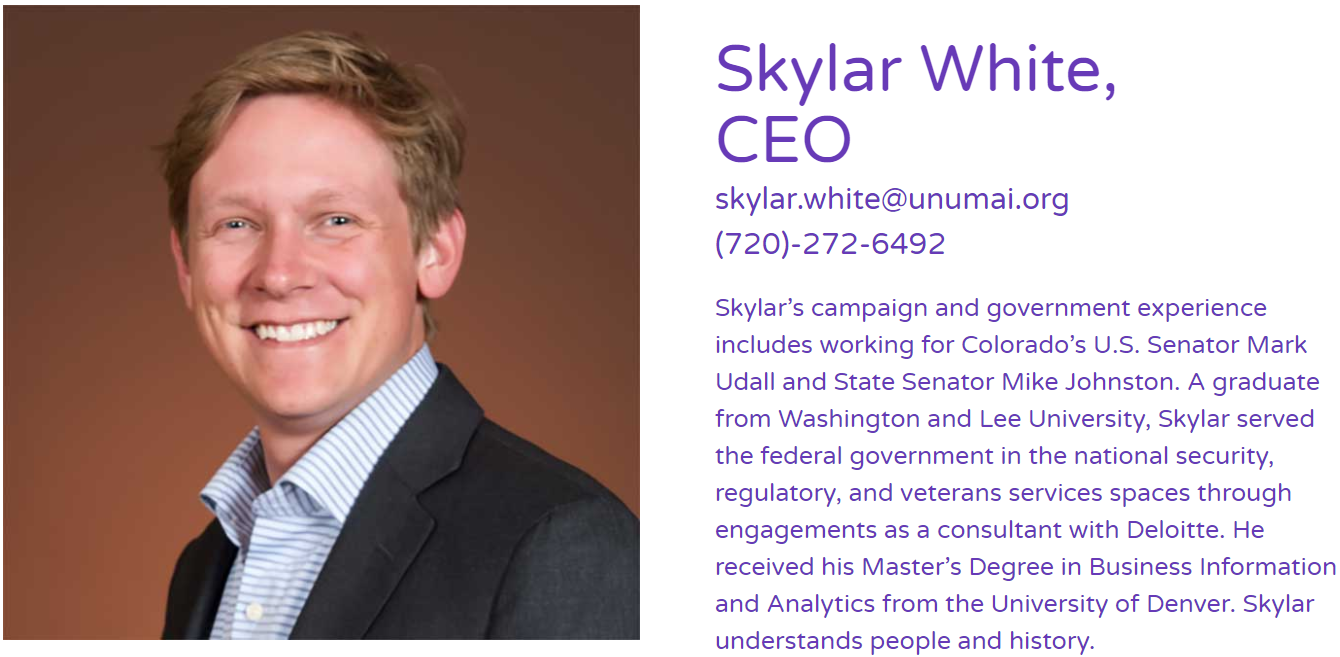 Skylar White,
CEO
skylar.white@unumai.org
(720)-272-6492
Skylar’s campaign and government experience
includes working for Colorado’s U.S. Senator Mark
Udall and State Senator Mike Johnston. A graduate
from Washington and Lee University, Skylar served
the federal government in the national security,
regulatory, and veterans services spaces through
engagements as a consultant with Deloitte. He
received his Master’s Degree in Business Information
and Analytics from the University of Denver. Skylar
understands people and history.